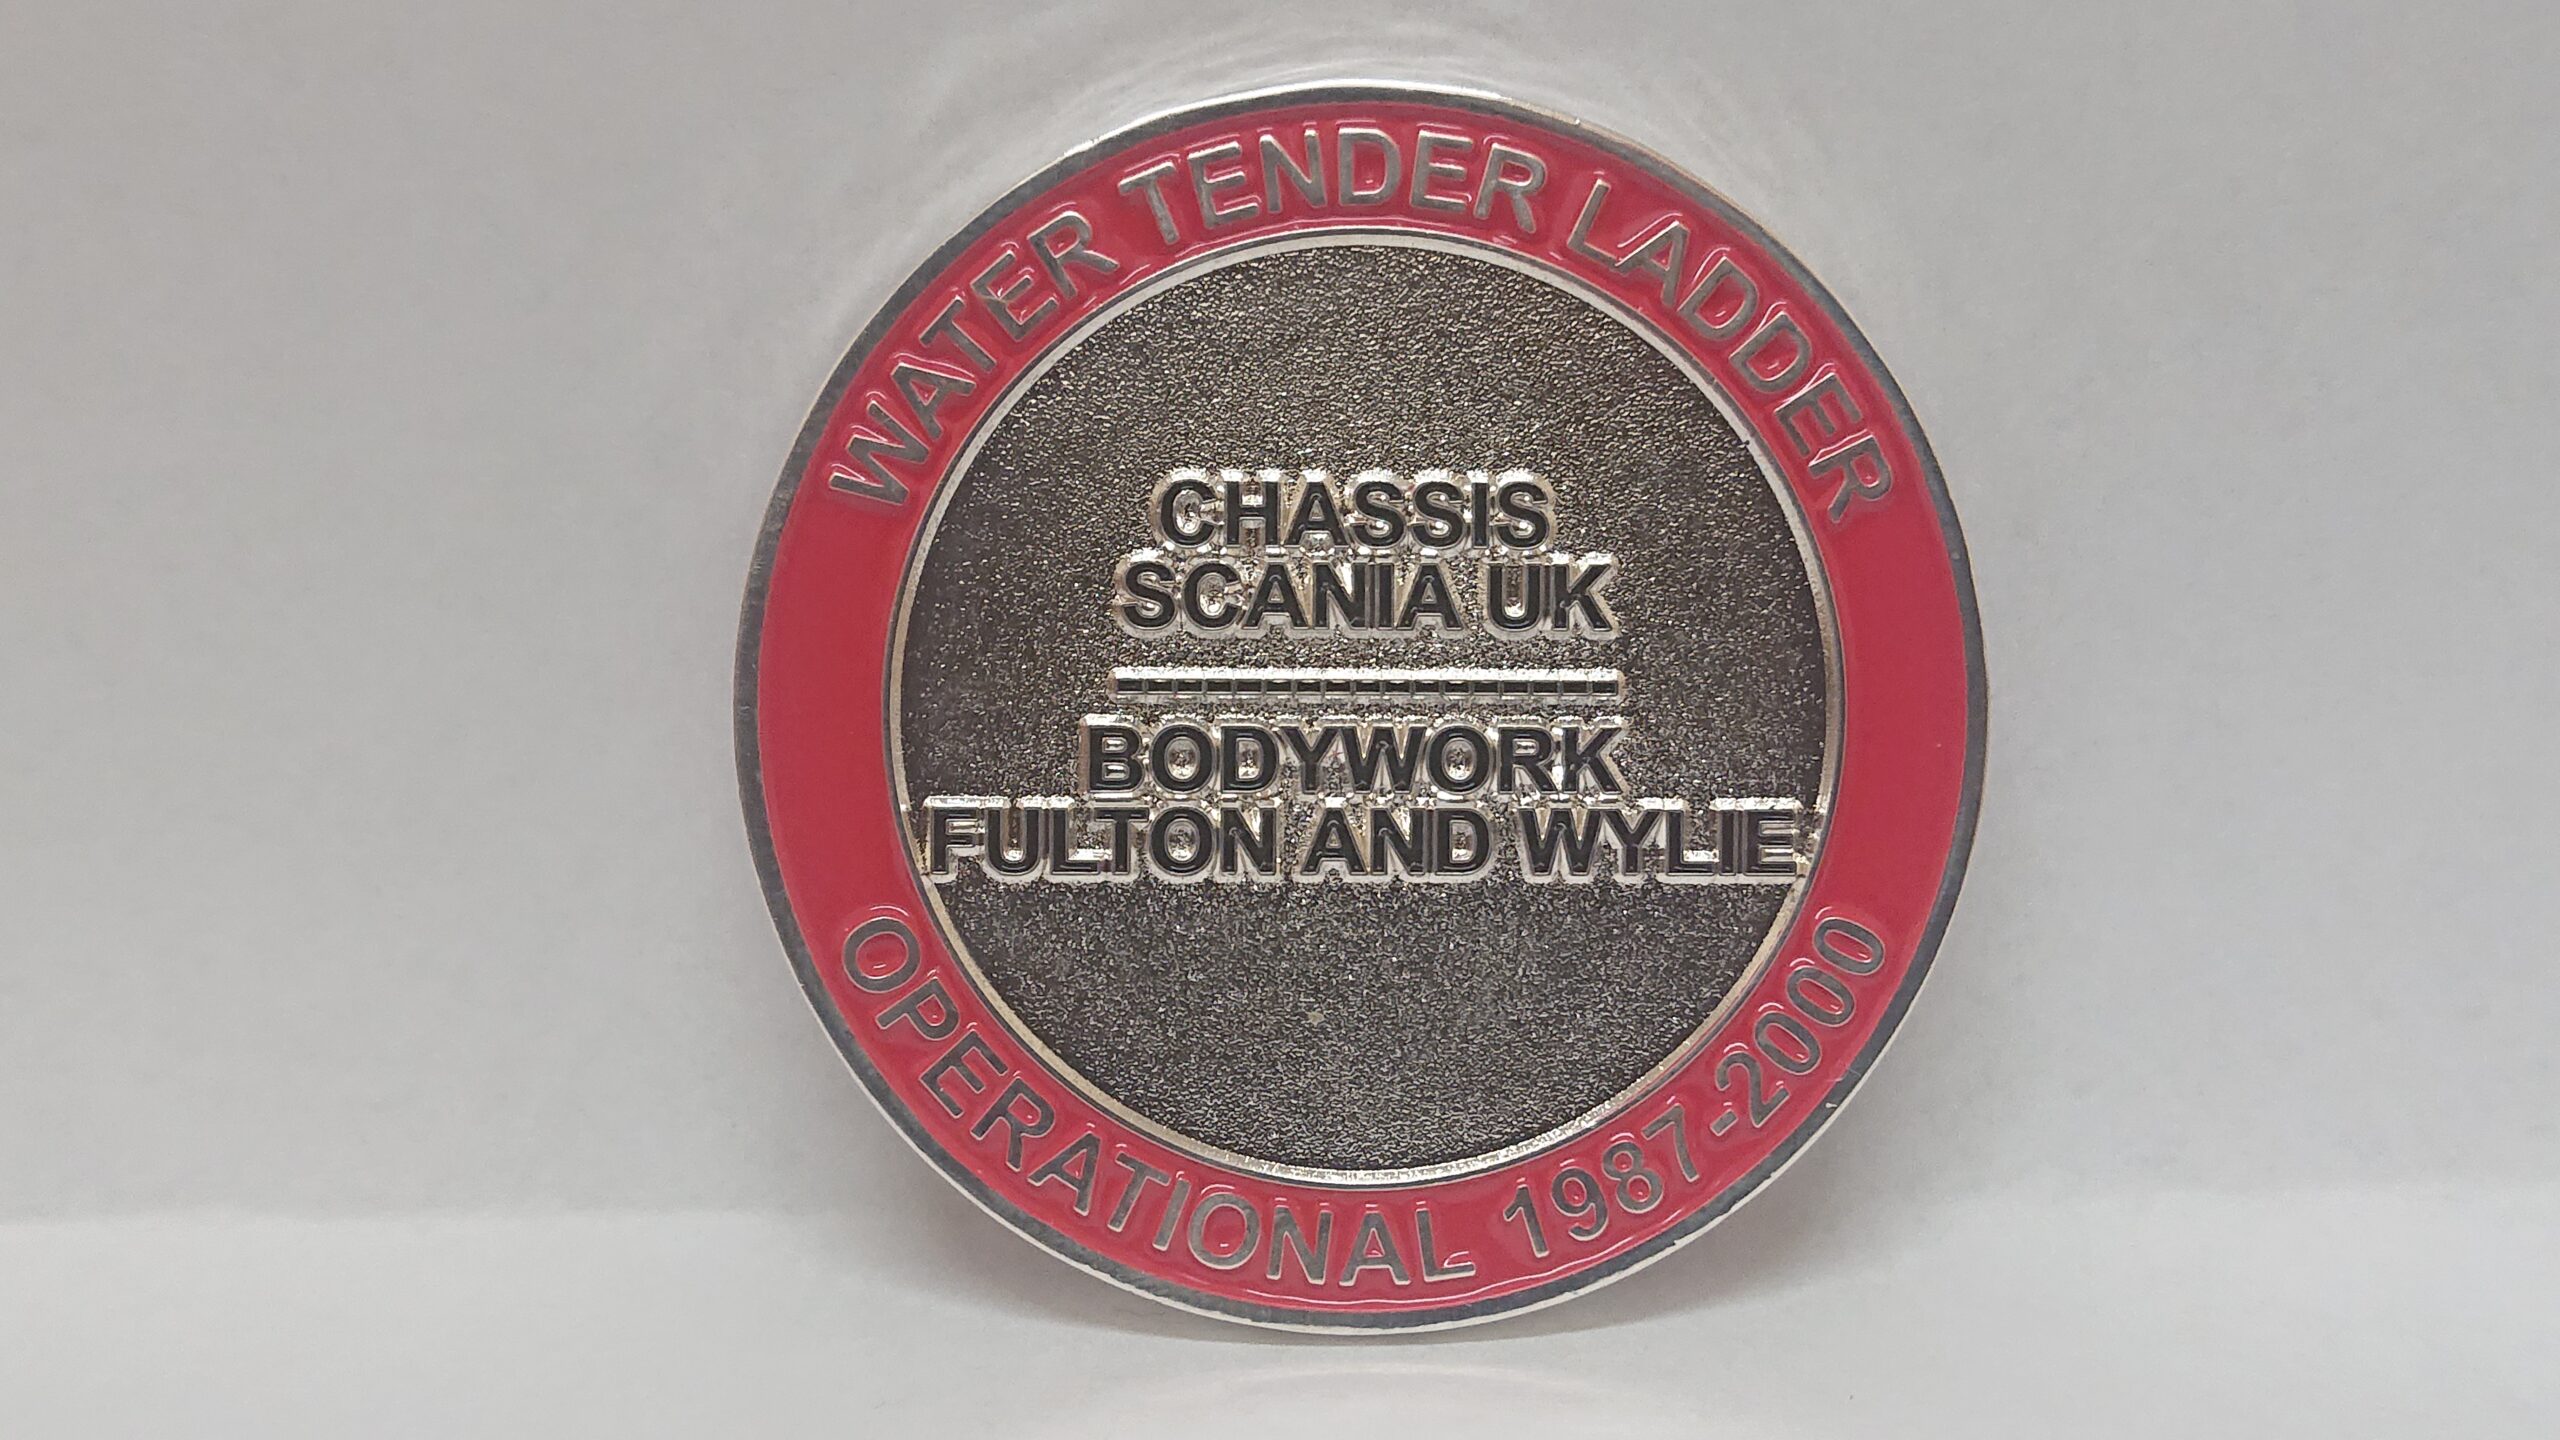 WATER TENDER LADDER
CHASSIS
SCANIA UK
BODYWORK
FULTON AND WYLIE
OPERATIONAL 1987-2000